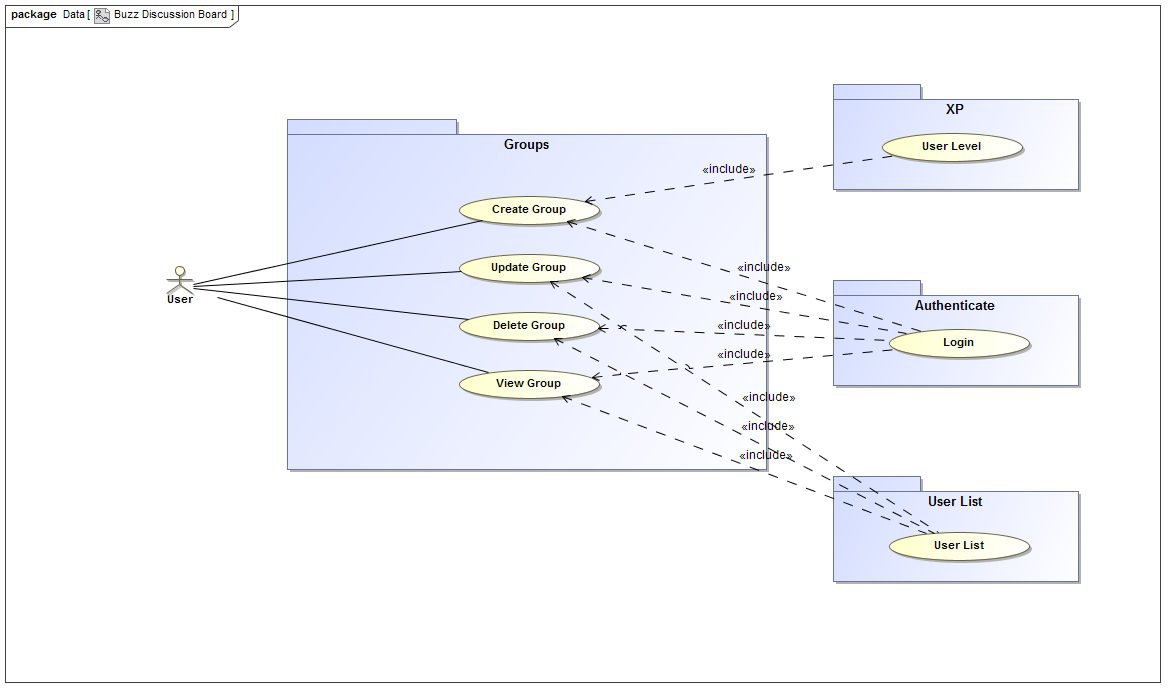 package Data [ Buzz Discussion Board ]
XP
User Level
Groups
«include»
Create Group
Update Group
«include»
«include»
User
Authenticate
Delete Group
«include»
Login
«include»
View Group
«include»
«include»
«include»
User List
User List